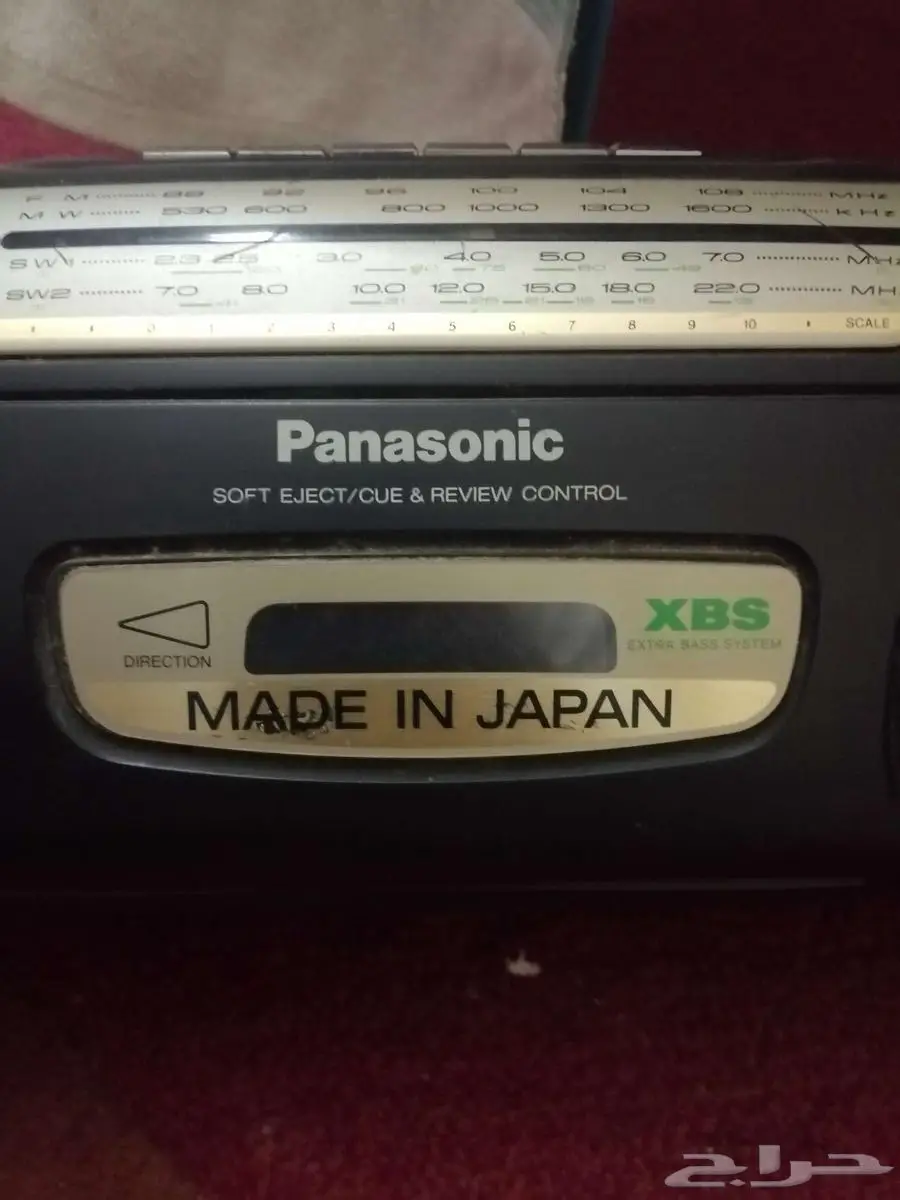 FM 88 92 96 100 104 108 MHz
MW 530 600 800 1000 1300 1600 kHz
SW1 2.3 2.5 3.0 4.0 5.0 6.0 7.0 MHz
75 60 49
SW2 7.0 8.0 10.0 12.0 15.0 18.0 22.0 MH
0 1 2 3 4 5 6 7 8 9 10 SCALE
Panasonic
SOFT EJECT/CUE & REVIEW CONTROL
XBS
EXTRA BASS SYSTEM
DIRECTION
MADE IN JAPAN
حراج